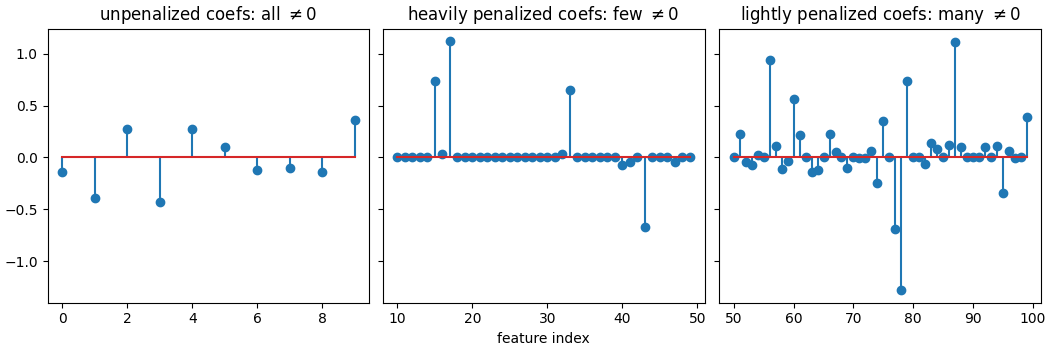 unpenalized coefs: all ≠0
heavily penalized coefs: few ≠0
lightly penalized coefs: many ≠0
1.0
0.5
0.0
−0.5
−1.0
0 2 4 6 8
10 20 30 40 50
50 60 70 80 90 100
feature index